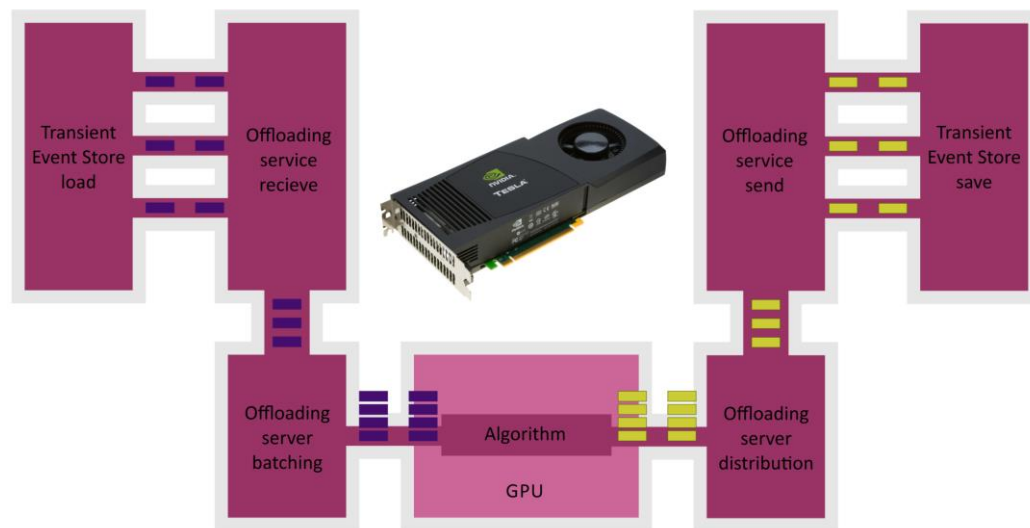 Transient
Event Store
load
Offloading
service
recieve
nVIDIA.
TESLA
Offloading
service
send
Transient
Event Store
save
Offloading
server
batching
Algorithm
GPU
Offloading
server
distribution